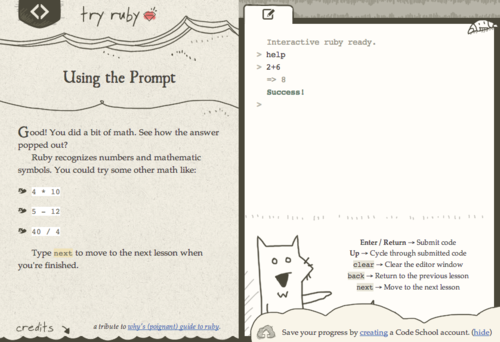 try ruby
Using the Prompt
Good! You did a bit of math. See how the answer
popped out?
Ruby recognizes numbers and mathematic
symbols. You could try some other math like:
4 * 10
5 - 12
40 / 4
Type next to move to the next lesson when
you're finished.
credits
a tribute to why's (poignant) guide to ruby.
Interactive ruby ready.
> help
> 2+6
=> 8
Success!
>
Enter / Return → Submit code
Up → Cycle through submitted code
clear → Clear the editor window
back → Return to the previous lesson
next → Move to the next lesson
Save your progress by creating a Code School account. (hide)